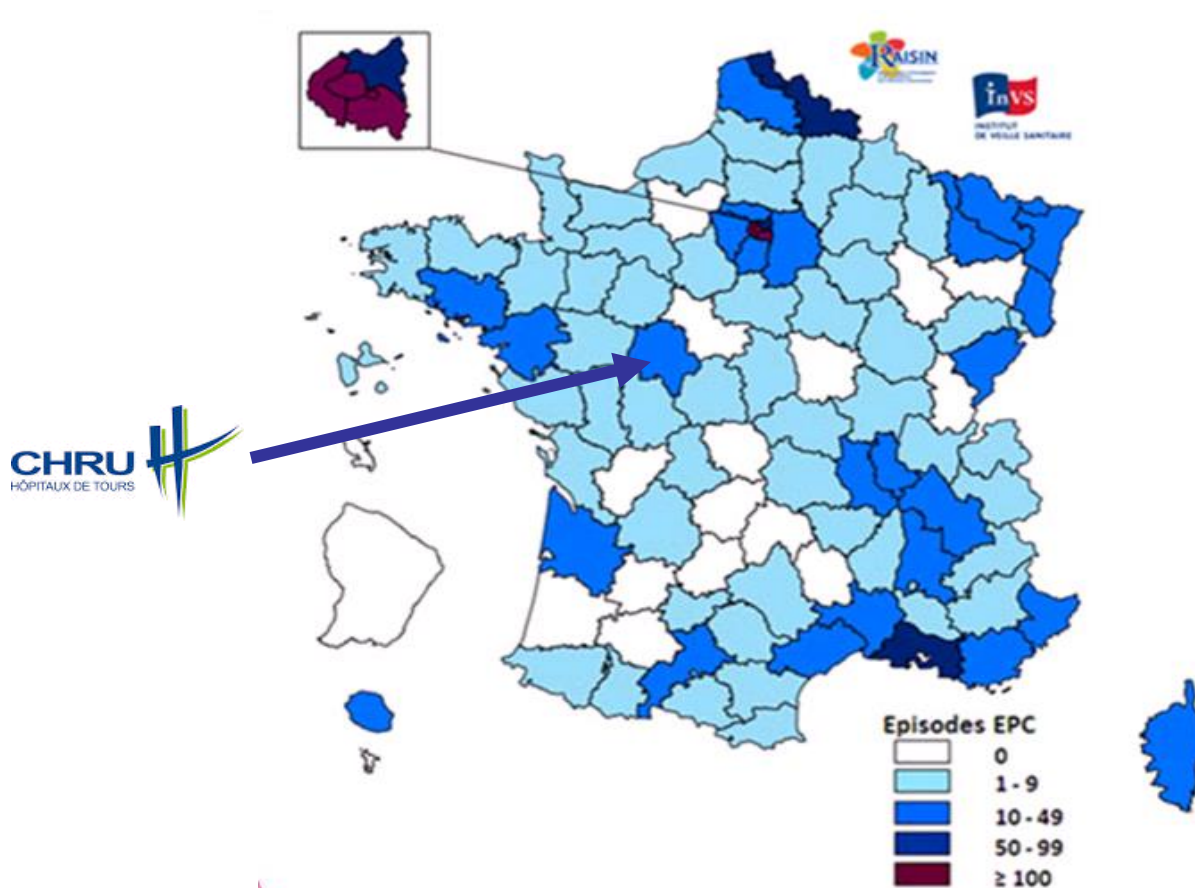 RAISIN
InVS
INSTITUT
DE VEILLE SANITAIRE
CHRU
HÔPITAUX DE TOURS
Episodes EPC
0
1 - 9
10 - 49
50 - 99
≥ 100